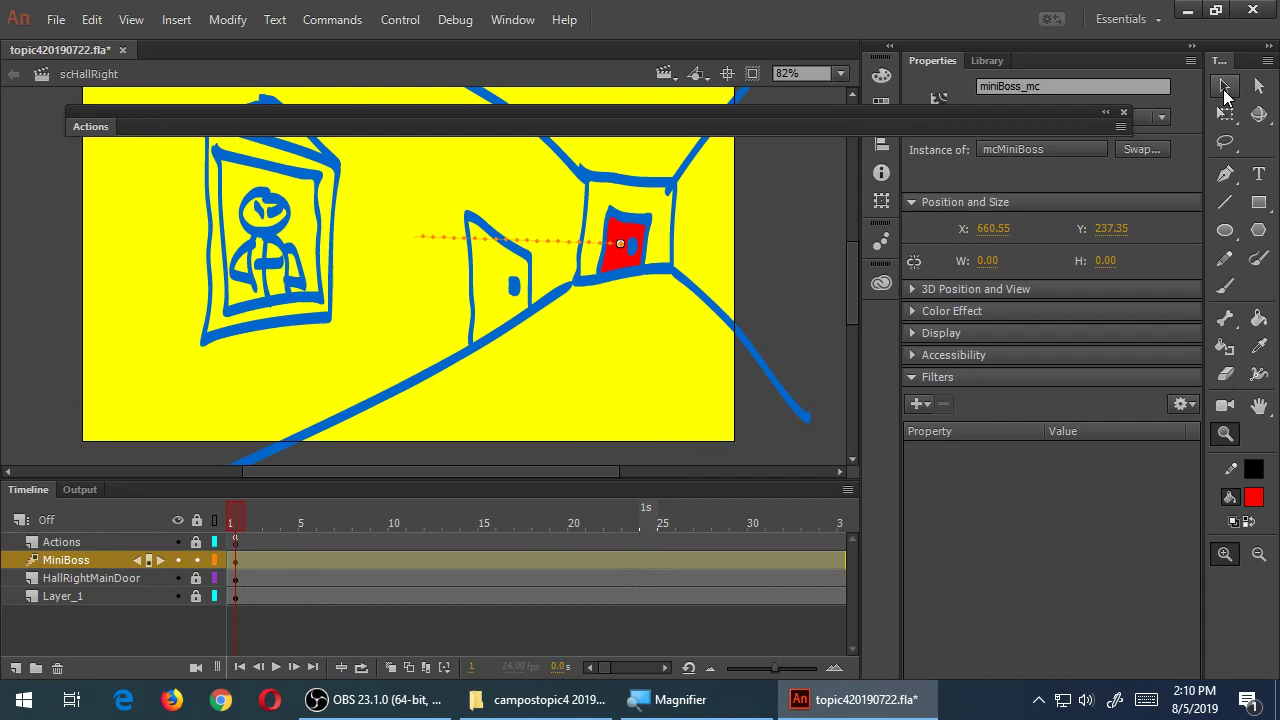 An File Edit View Insert Modify Text Commands Control Debug Window Help Essentials
topic420190722.fla* ×
scHallRight 82%
Properties Library T...
miniBoss_mc
Actions
Instance of: mcMiniBoss Swap...
Position and Size
X: 660.55 Y: 237.35
W: 0.00 H: 0.00
3D Position and View
Color Effect
Display
Accessibility
Filters
Property Value
Timeline Output
1s
Off 1 5 10 15 20 25 30 3
Actions
MiniBoss
HallRightMainDoor
Layer_1
1 24.00 fps 0.0 s
OBS 23.1.0 (64-bit, ... campostopic4 2019... Magnifier An topic420190722.fla*
2:10 PM
8/5/2019
1